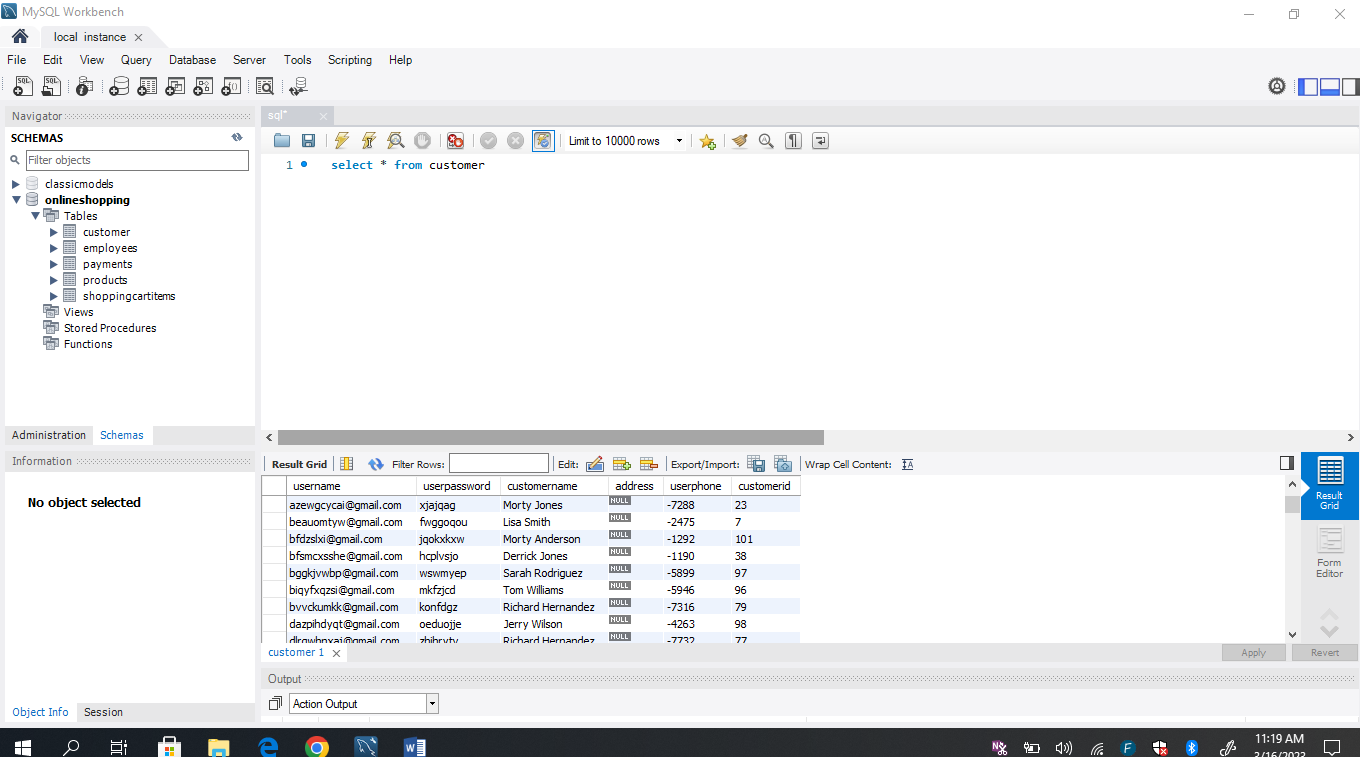 MySQL Workbench
local instance
File Edit View Query Database Server Tools Scripting Help
Navigator
SCHEMAS
Filter objects
classicmodels
onlineshopping
Tables
customer
employees
payments
products
shoppingcartitems
Views
Stored Procedures
Functions
Administration Schemas
Information
No object selected
Object Info Session
sql*
Limit to 10000 rows
1 select * from customer
Result Grid Filter Rows: Edit: Export/Import: Wrap Cell Content:
username userpassword customername address userphone customerid
azewgcycai@gmail.com xjajqag Morty Jones NULL -7288 23
beauomtyw@gmail.com fwggoqou Lisa Smith NULL -2475 7
bfdzslxi@gmail.com jqokxkxw Morty Anderson NULL -1292 101
bfsmcxsshe@gmail.com hcplvsjo Derrick Jones NULL -1190 38
bggkjvwbp@gmail.com wswmyep Sarah Rodriguez NULL -5899 97
biqyfxqzsi@gmail.com mkfzjcd Tom Williams NULL -5946 96
bvvckumkk@gmail.com konfdgz Richard Hernandez NULL -7316 79
dazpihdyqt@gmail.com oeduojje Jerry Wilson NULL -4263 98
Richard Hernandez NULL -7732 77
Result
Grid
Form
Editor
customer 1
Apply Revert
Output
Action Output
11:19 AM
3/16/2023